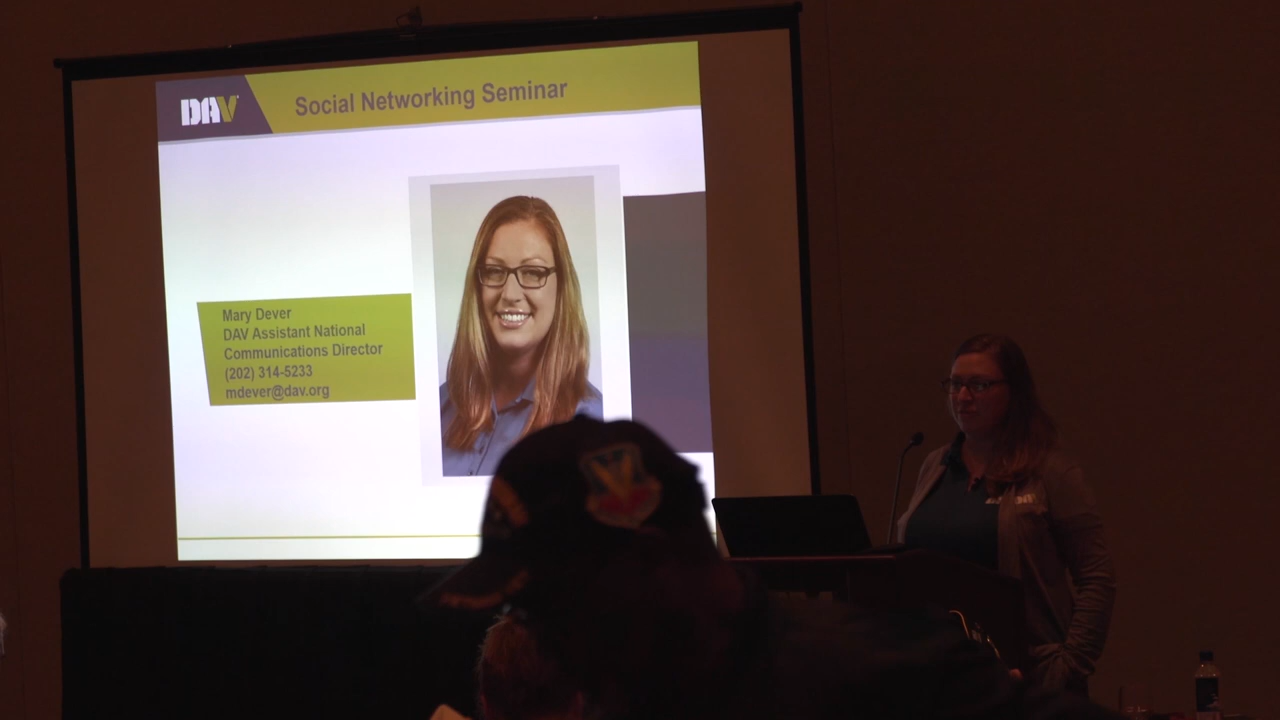 DAV
Social Networking Seminar
Mary Dever
DAV Assistant National
Communications Director
(202) 314-5233
mdever@dav.org